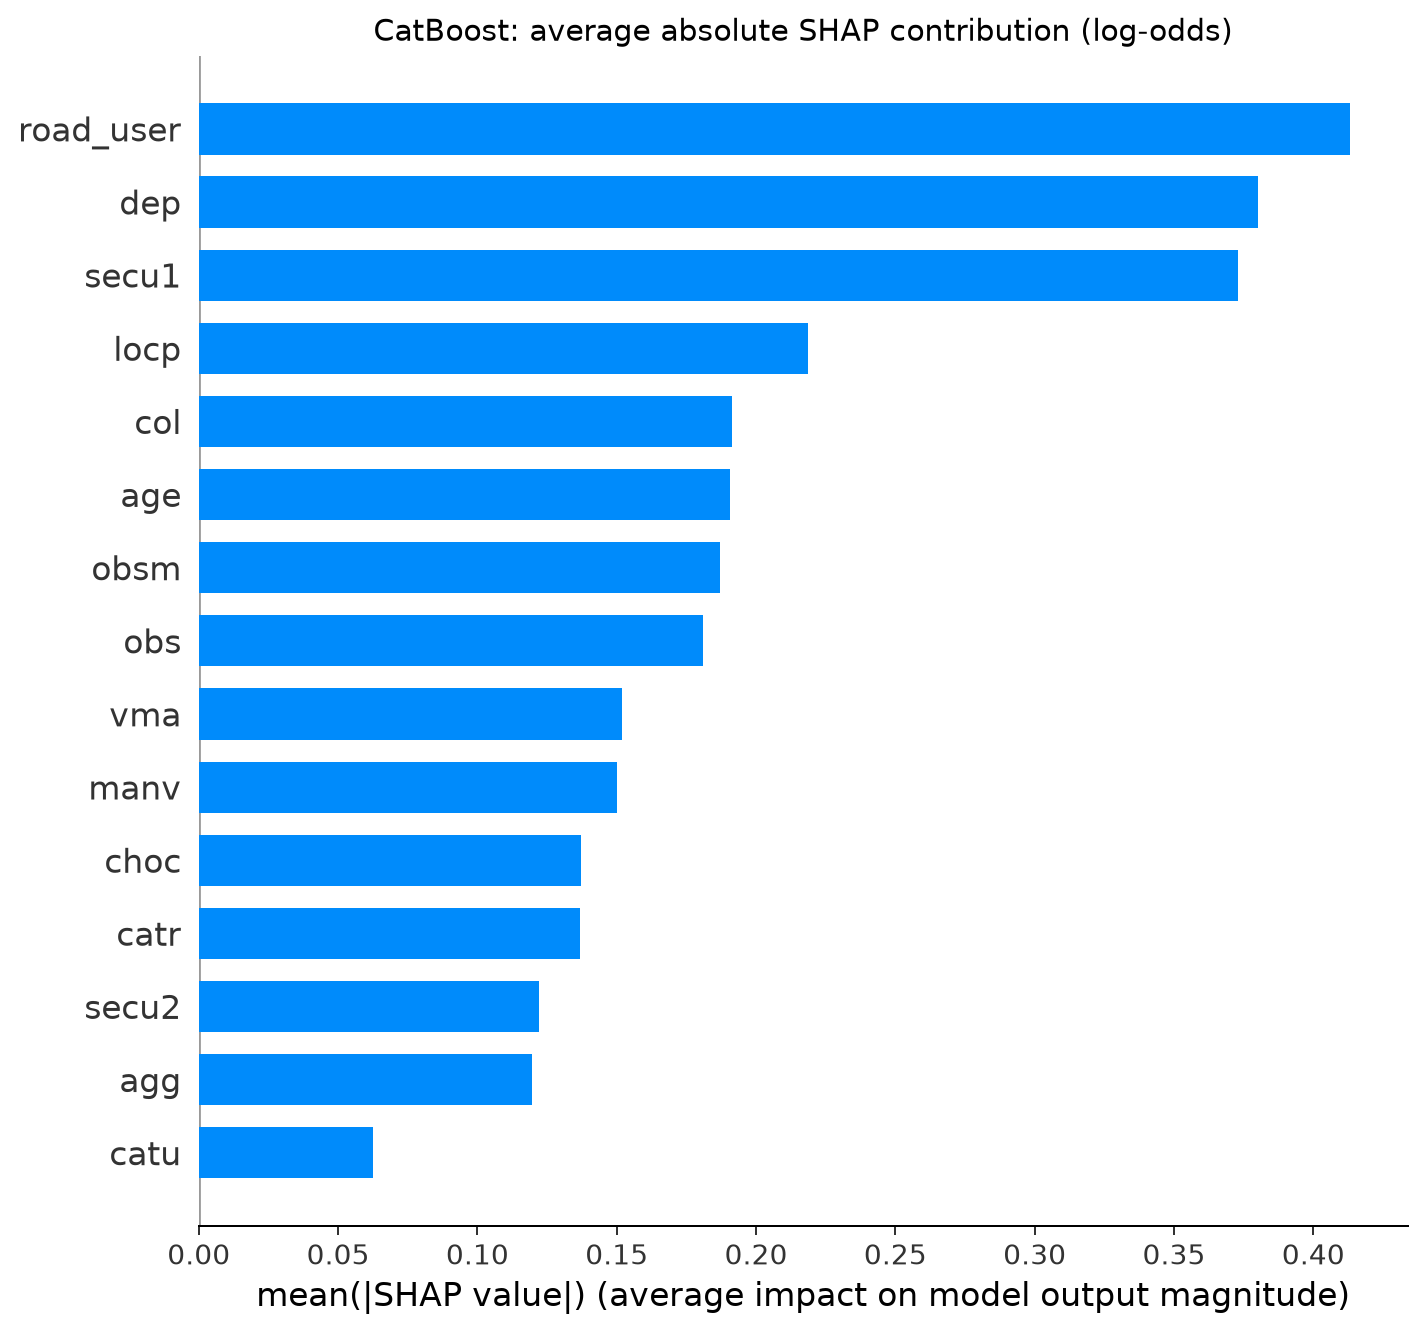 CatBoost: average absolute SHAP contribution (log-odds)
road_user
dep
secu1
locp
col
age
obsm
obs
vma
manv
choc
catr
secu2
agg
catu
0.00 0.05 0.10 0.15 0.20 0.25 0.30 0.35 0.40
mean(|SHAP value|) (average impact on model output magnitude)